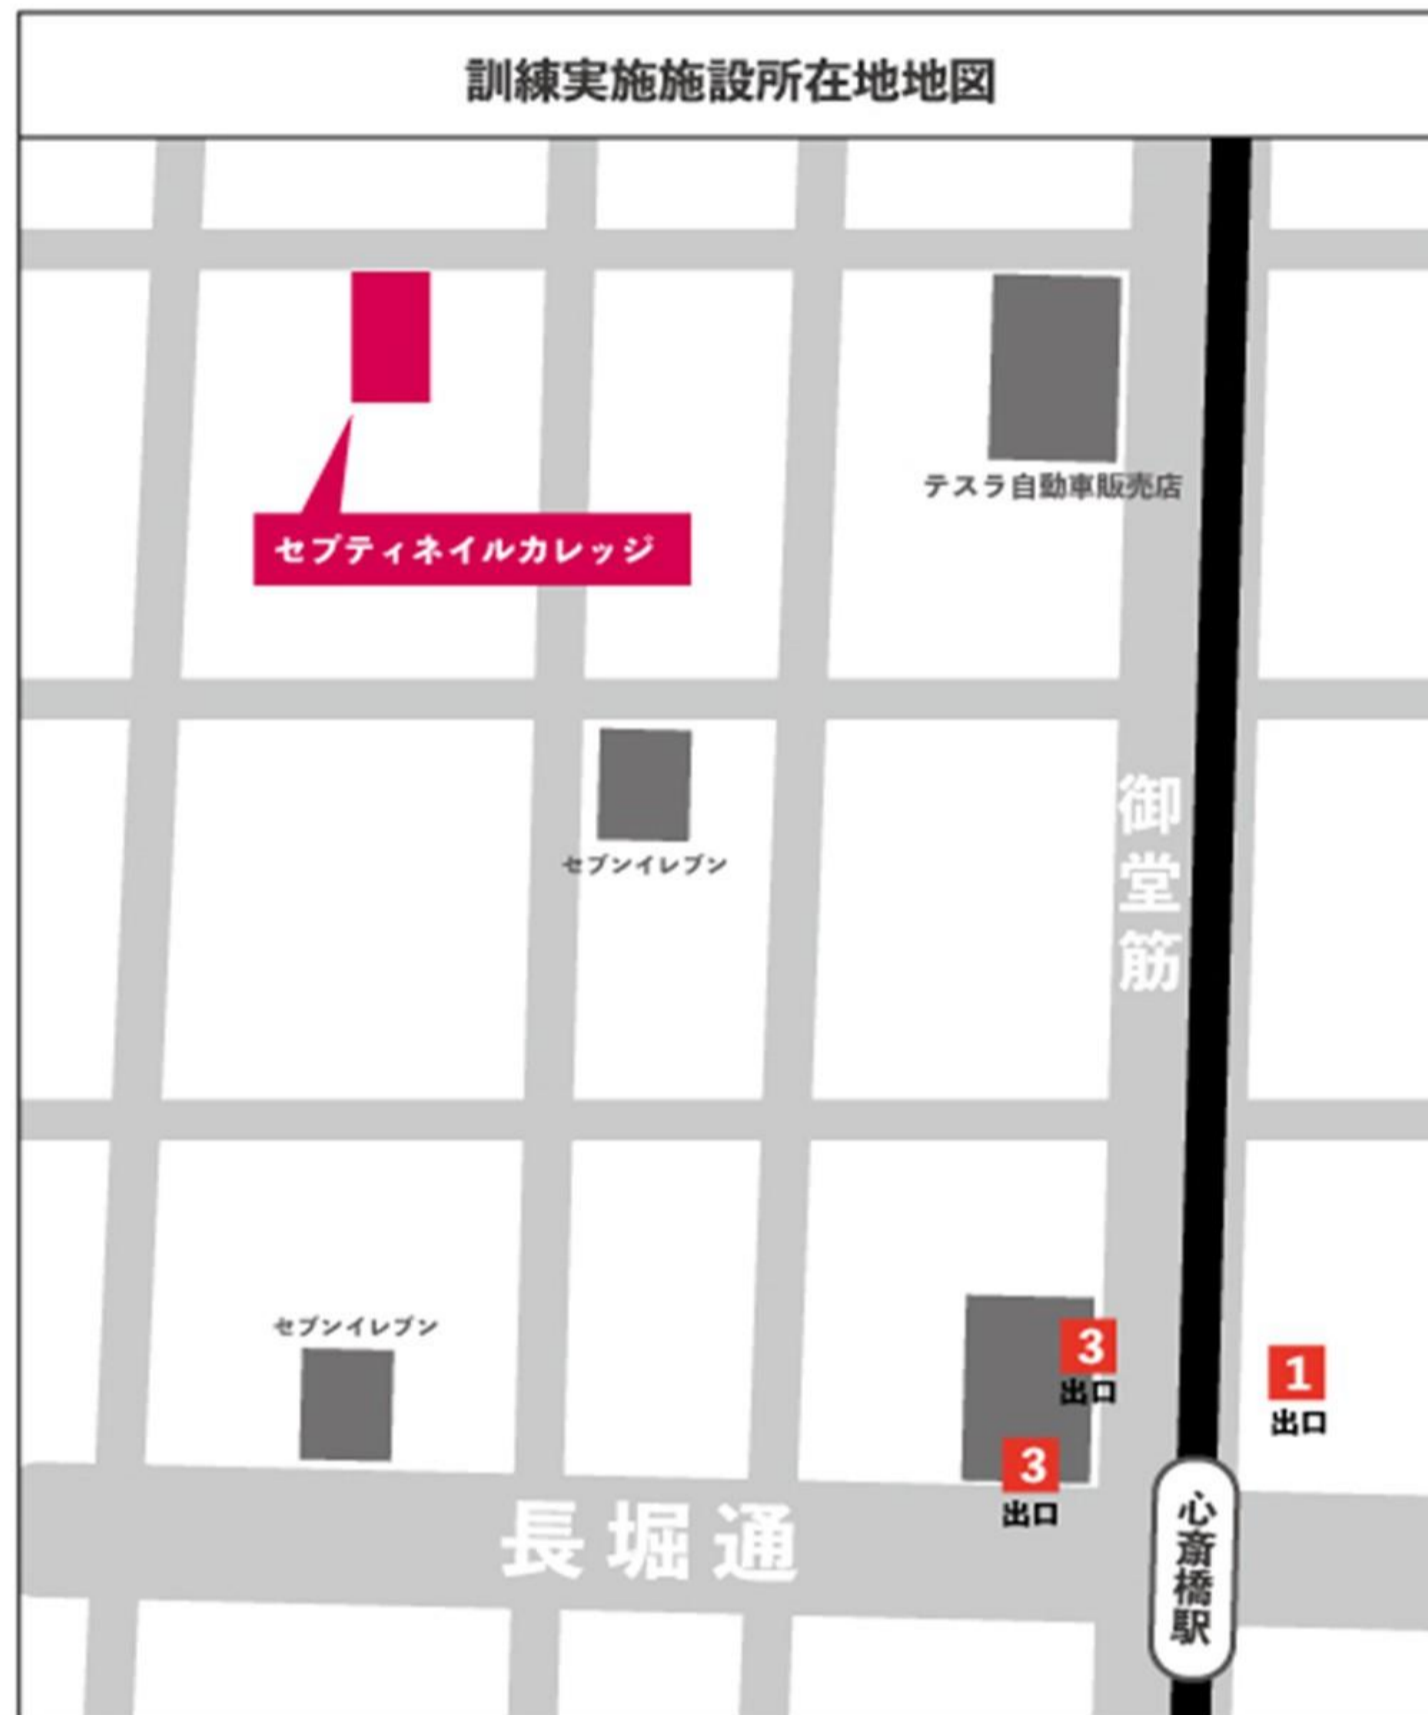 訓練実施施設所在地地図
テスラ自動車販売店
セプティネイルカレッジ
御堂筋
セブンイレブン
セブンイレブン
3
出口
1
出口
3
出口
長堀通
心斎橋駅